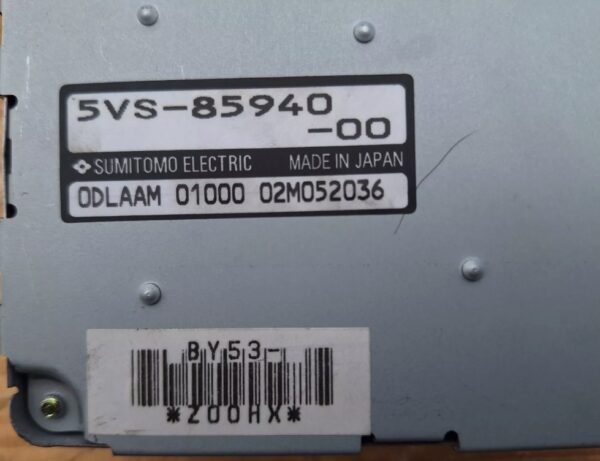 5VS-85940
-00
SUMITOMO ELECTRIC MADE IN JAPAN
ODLAAM 01000 02M052036
BY53-
*Z00HX*